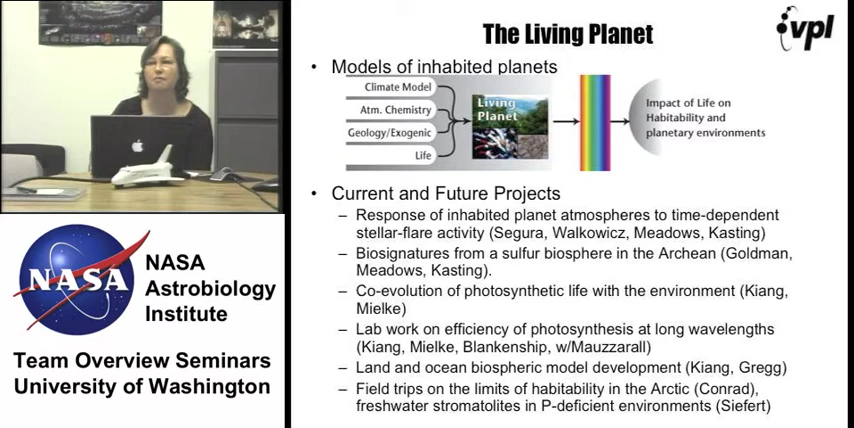 The Living Planet
vpl
• Models of inhabited planets
Climate Model
Atm. Chemistry
Geology/Exogenic
Life
Living
Planet
Impact of Life on
Habitability and
planetary environments
• Current and Future Projects
– Response of inhabited planet atmospheres to time-dependent
stellar-flare activity (Segura, Walkowicz, Meadows, Kasting)
– Biosignatures from a sulfur biosphere in the Archean (Goldman,
Meadows, Kasting).
– Co-evolution of photosynthetic life with the environment (Kiang,
Mielke)
– Lab work on efficiency of photosynthesis at long wavelengths
(Kiang, Mielke, Blankenship, w/Mauzzarall)
– Land and ocean biospheric model development (Kiang, Gregg)
– Field trips on the limits of habitability in the Arctic (Conrad),
freshwater stromatolites in P-deficient environments (Siefert)
NASA
NASA
Astrobiology
Institute
Team Overview Seminars
University of Washington